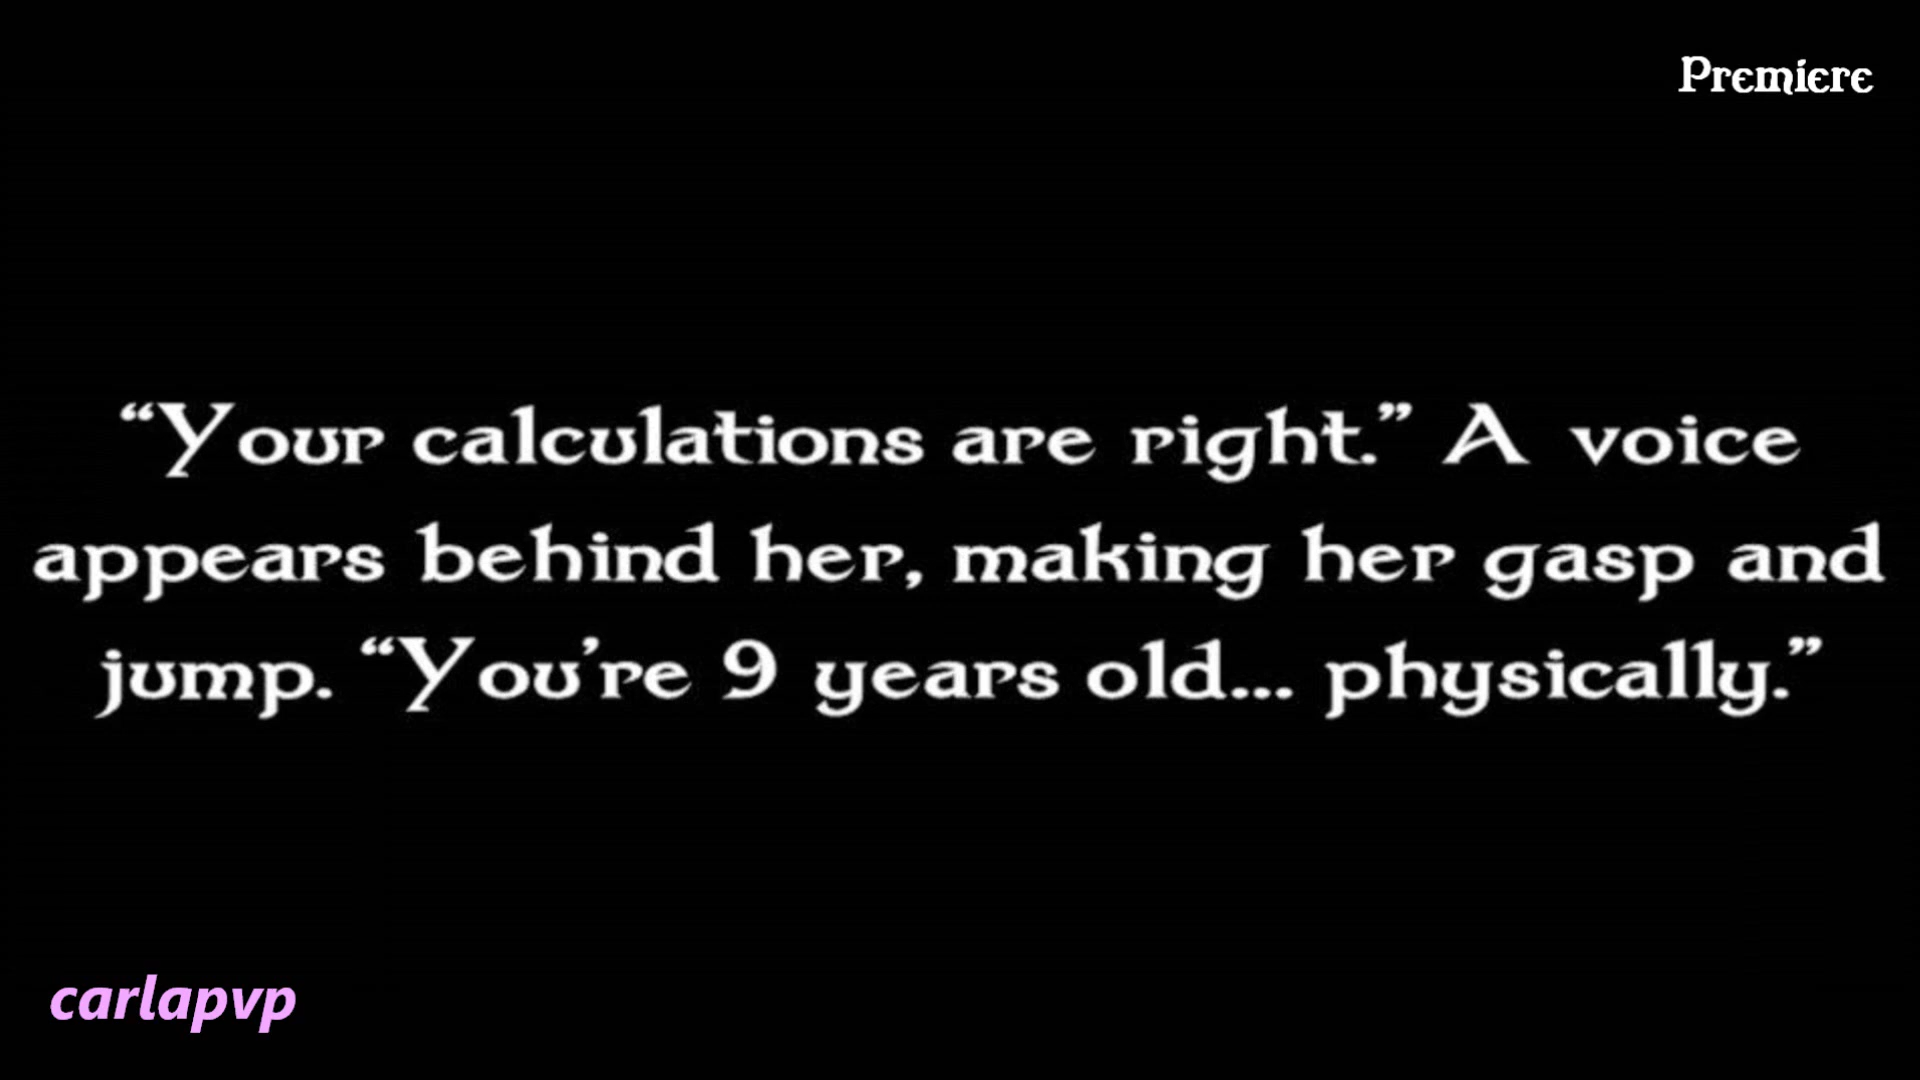 Premiere
“Your calculations are right.” A voice
appears behind her, making her gasp and
jump. “You’re 9 years old... physically.”
carlapvp